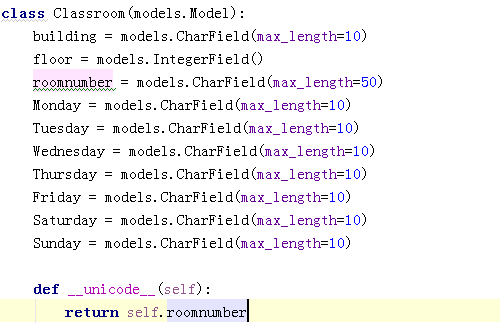 class Classroom(models.Model):
    building = models.CharField(max_length=10)
    floor = models.IntegerField()
    roomnumber = models.CharField(max_length=50)
    Monday = models.CharField(max_length=10)
    Tuesday = models.CharField(max_length=10)
    Wednesday = models.CharField(max_length=10)
    Thursday = models.CharField(max_length=10)
    Friday = models.CharField(max_length=10)
    Saturday = models.CharField(max_length=10)
    Sunday = models.CharField(max_length=10)
    def __unicode__(self):
        return self.roomnumber